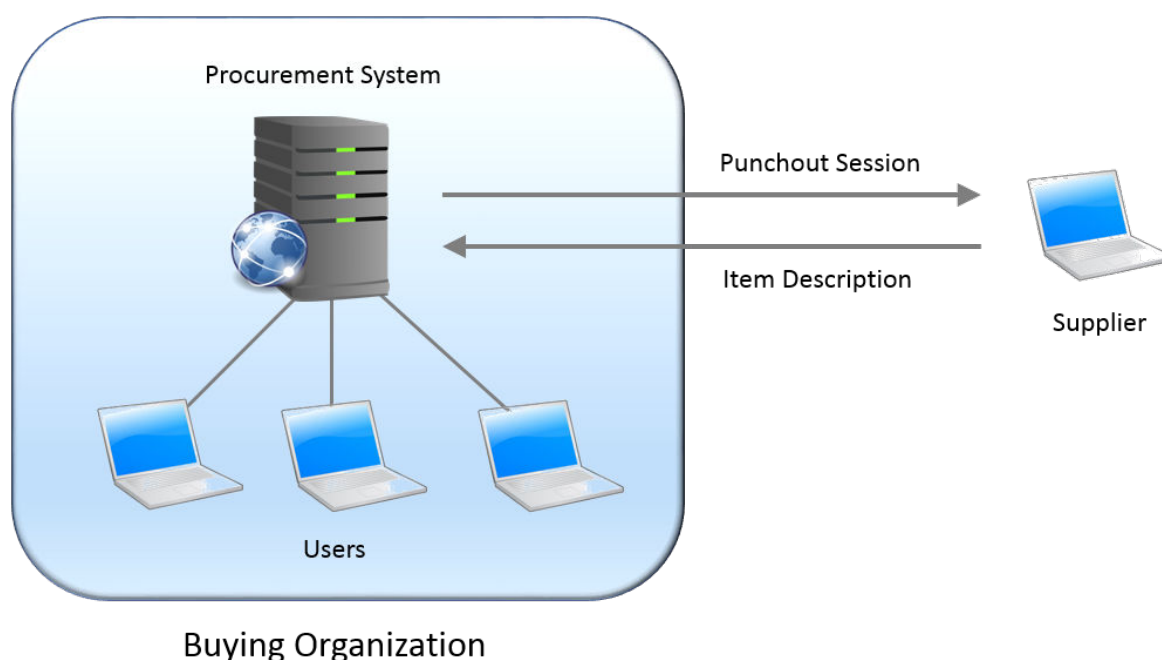 Procurement System
Punchout Session
Item Description
Supplier
Users
Buying Organization